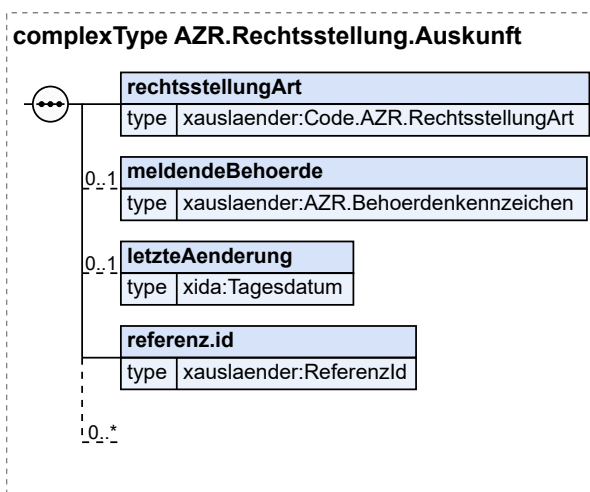 complexType AZR.Rechtsstellung.Auskunft
rechtsstellungArt
type xauslaender:Code.AZR.RechtsstellungArt
0..1 meldendeBehoerde
type xauslaender:AZR.Behoerdenkennzeichen
0..1 letzteAenderung
type xida:Tagesdatum
referenz.id
type xauslaender:ReferenzId
0..*